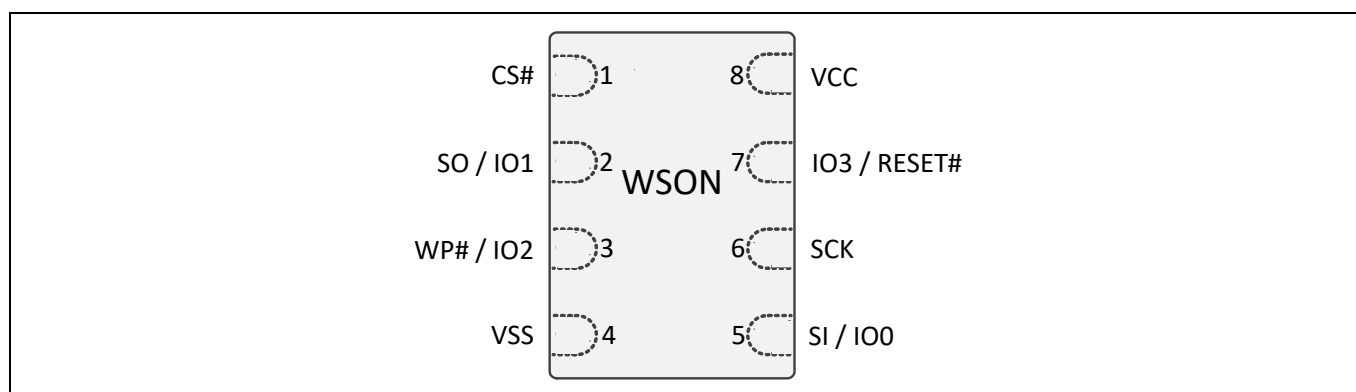 CS# 1 8 VCC
SO / IO1 2 7 IO3 / RESET#
WSON
WP# / IO2 3 6 SCK
VSS 4 5 SI / IO0